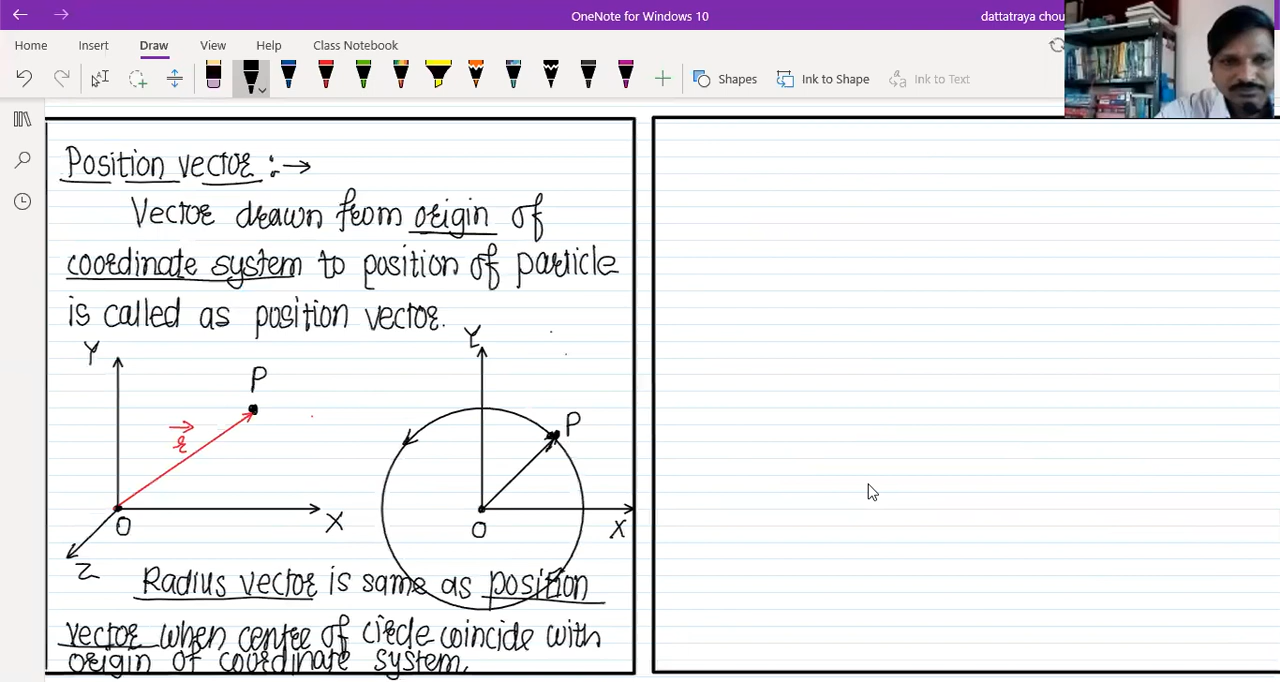 OneNote for Windows 10
dattatraya chou
Home Insert Draw View Help Class Notebook
Shapes Ink to Shape Ink to Text
Position vector :→
Vector drawn from origin of
coordinate system to position of particle
is called as position vector.
Y
P
r
O
X
Z
Y
P
O
X
Radius vector is same as position
vector when centre of circle coincide with
origin of coordinate system.